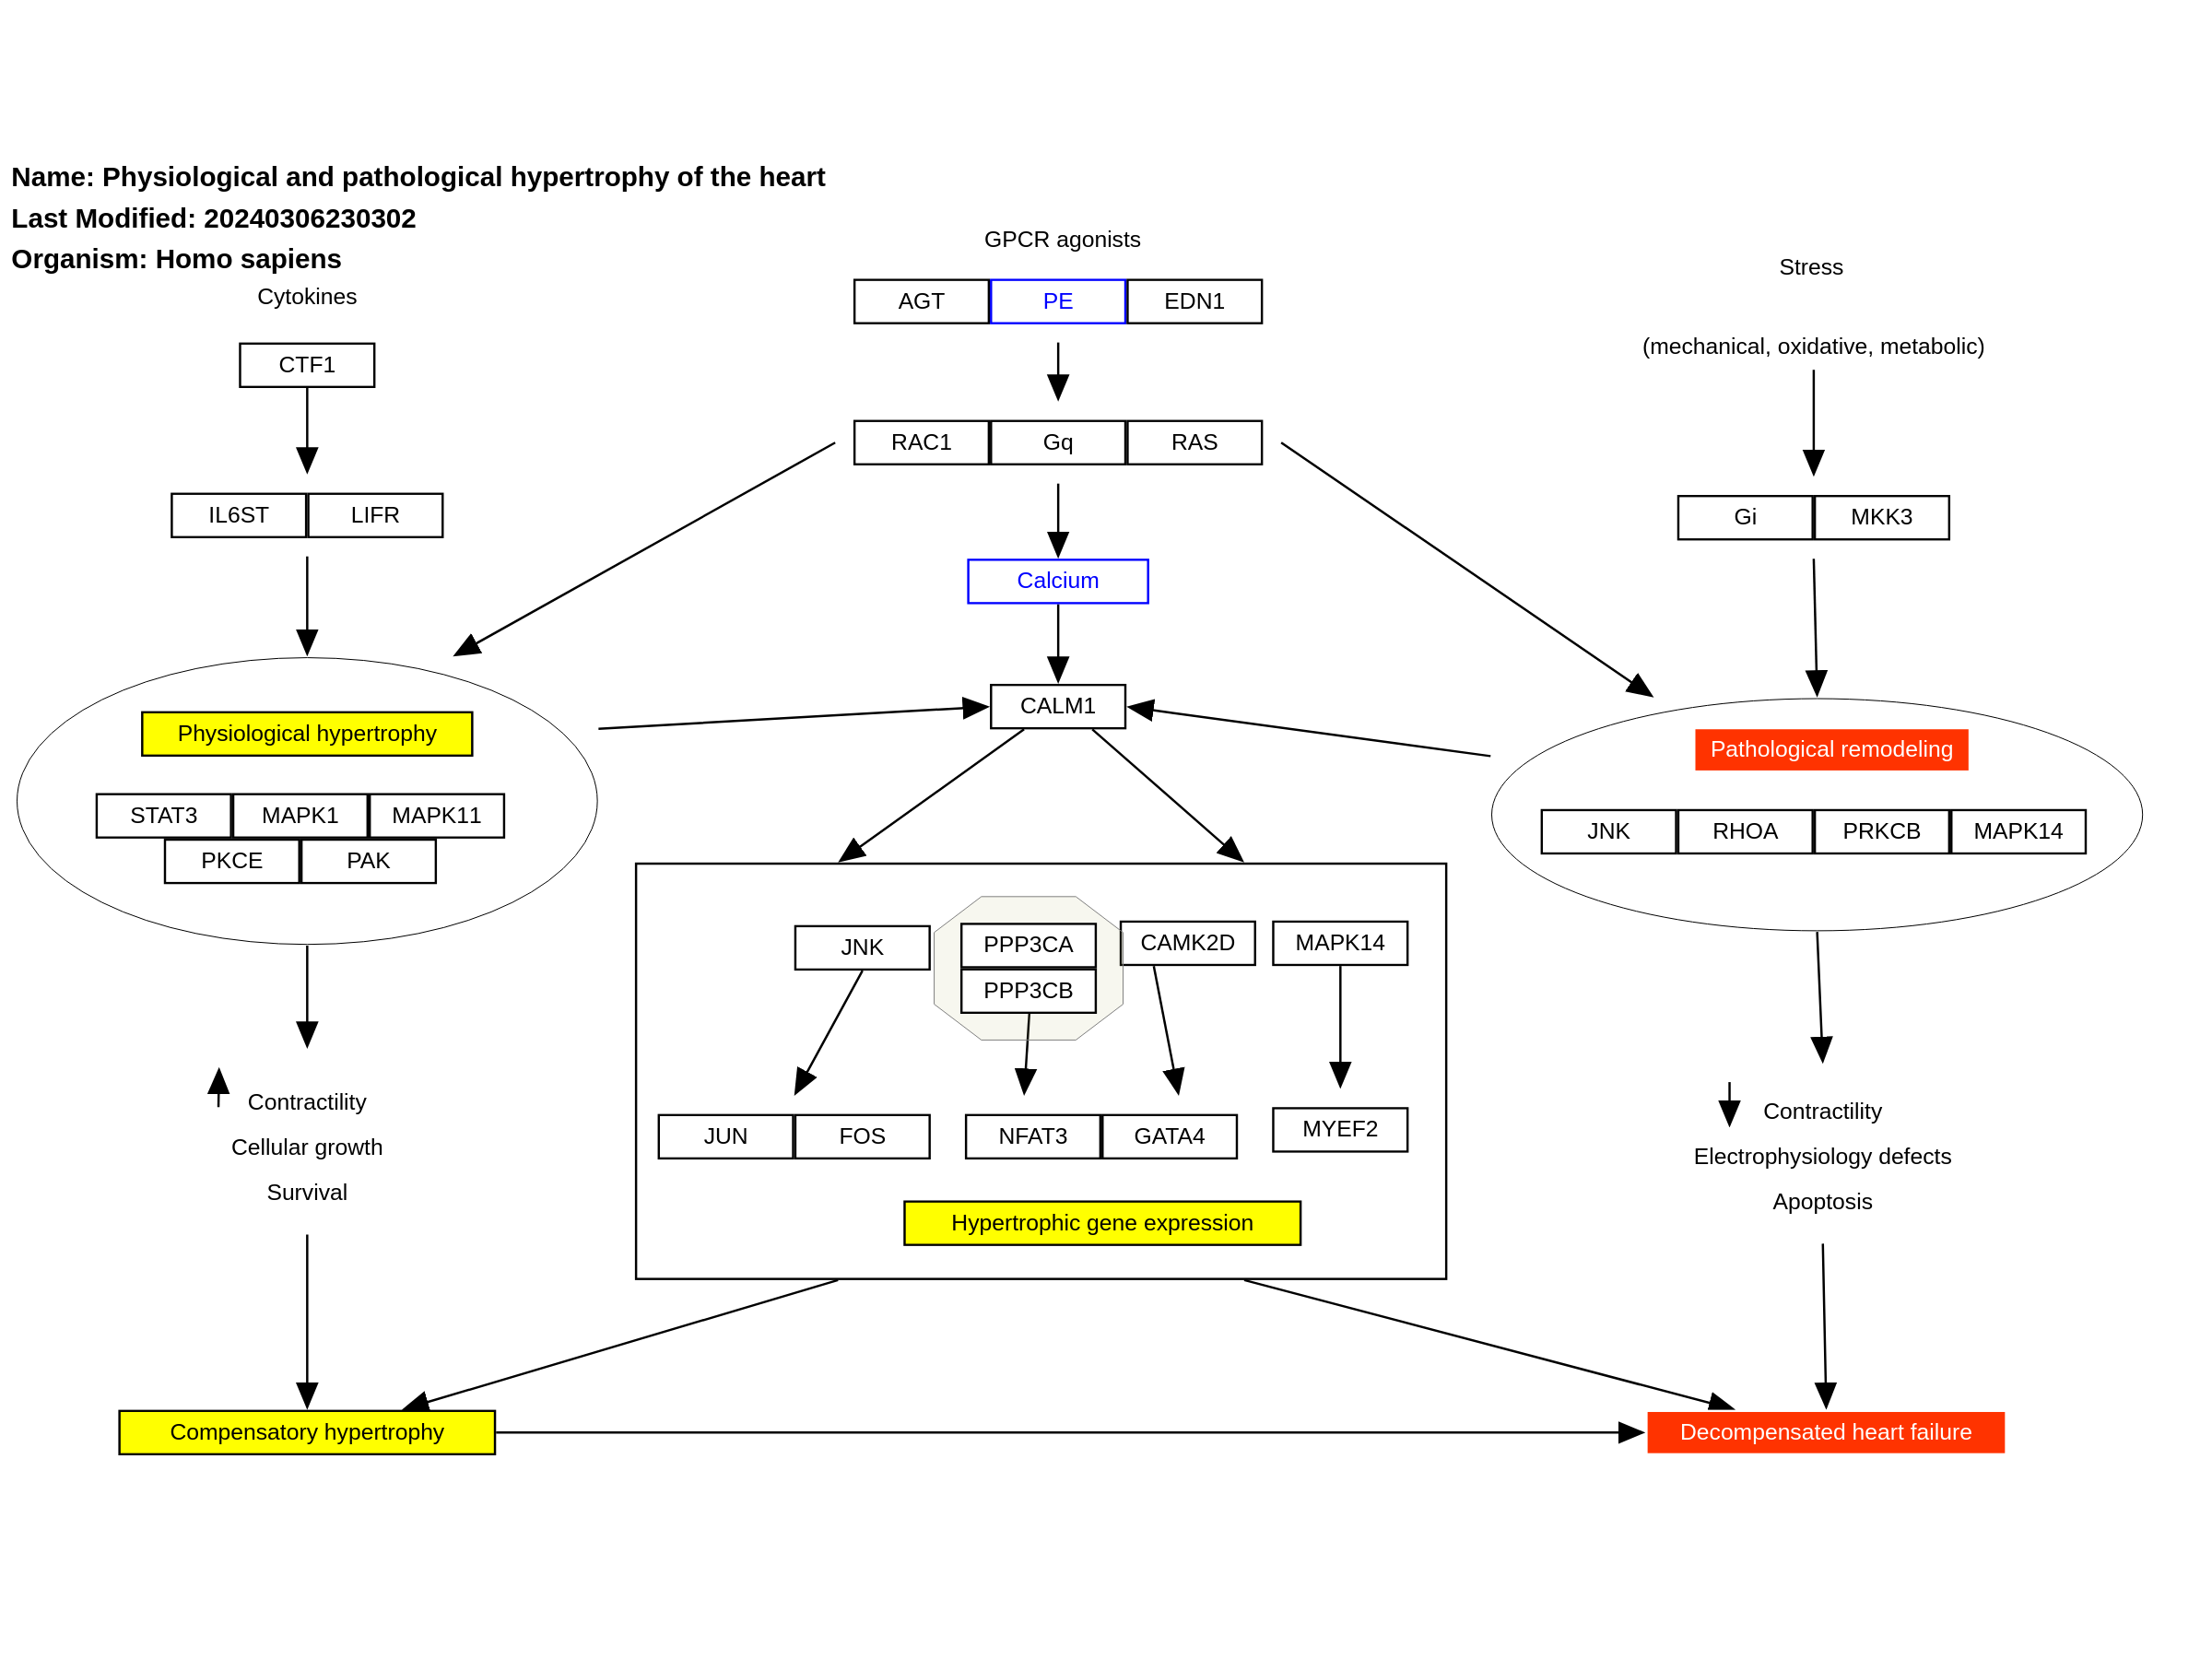 Name: Physiological and pathological hypertrophy of the heart
Last Modified: 20240306230302
Organism: Homo sapiens
Cytokines
CTF1
IL6ST LIFR
GPCR agonists
AGT PE EDN1
RAC1 Gq RAS
Calcium
CALM1
Stress
(mechanical, oxidative, metabolic)
Gi MKK3
Physiological hypertrophy
STAT3 MAPK1 MAPK11
PKCE PAK
Pathological remodeling
JNK RHOA PRKCB MAPK14
JNK PPP3CA CAMK2D MAPK14
PPP3CB
JUN FOS NFAT3 GATA4 MYEF2
Hypertrophic gene expression
Contractility
Cellular growth
Survival
Contractility
Electrophysiology defects
Apoptosis
Compensatory hypertrophy
Decompensated heart failure